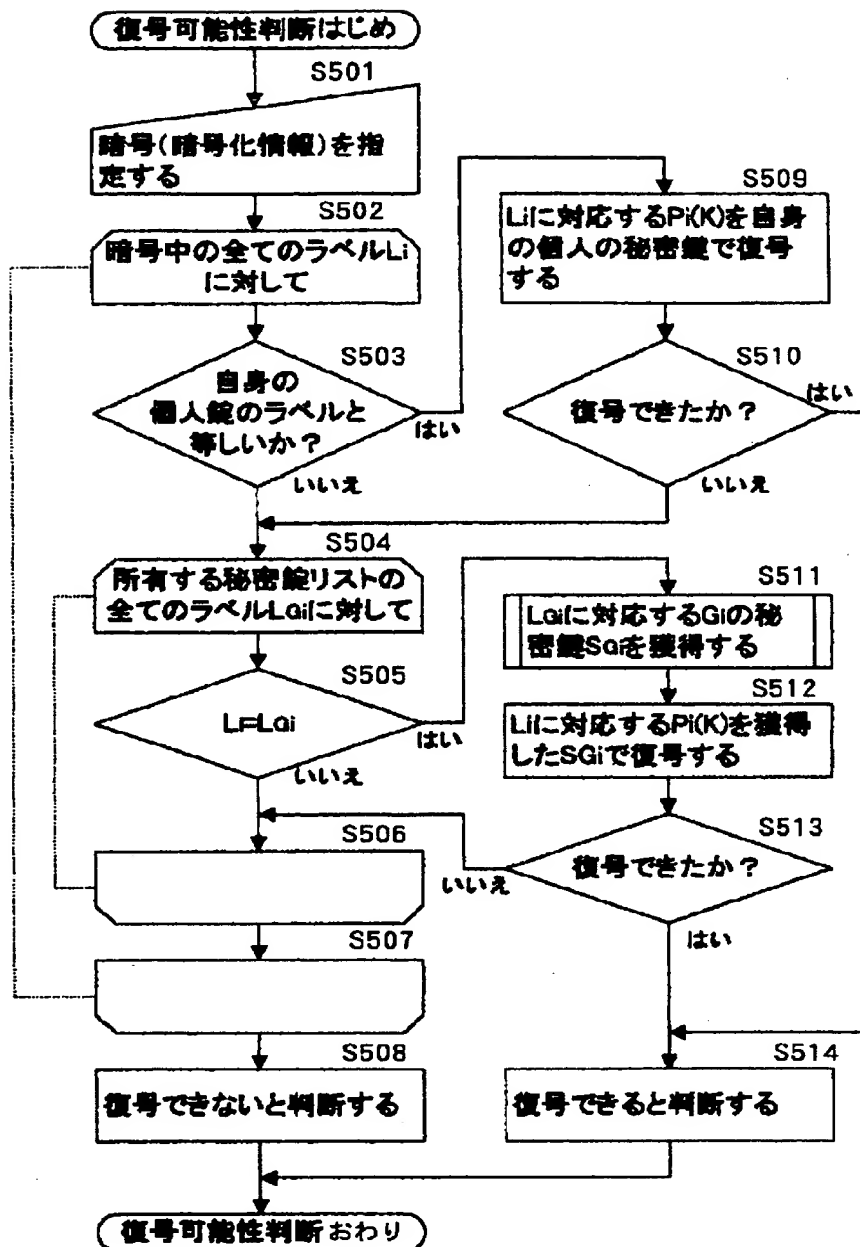 復号可能性判断はじめ
S501
暗号(暗号化情報)を指
定する
S502
暗号中の全てのラベルLi
に対して
S503
自身の
個人錠のラベルと
等しいか?
はい
いいえ
S509
Liに対応するPi(K)を自身
の個人の秘密鍵で復号
する
S510
復号できたか?
はい
いいえ
S504
所有する秘密錠リストの
全てのラベルLGiに対して
S505
Li=LGi
はい
いいえ
S511
LGiに対応するGiの秘
密鍵SGiを獲得する
S512
Liに対応するPi(K)を獲得
したSGiで復号する
S513
復号できたか?
いいえ
はい
S506
S507
S508
復号できないと判断する
S514
復号できると判断する
復号可能性判断おわり